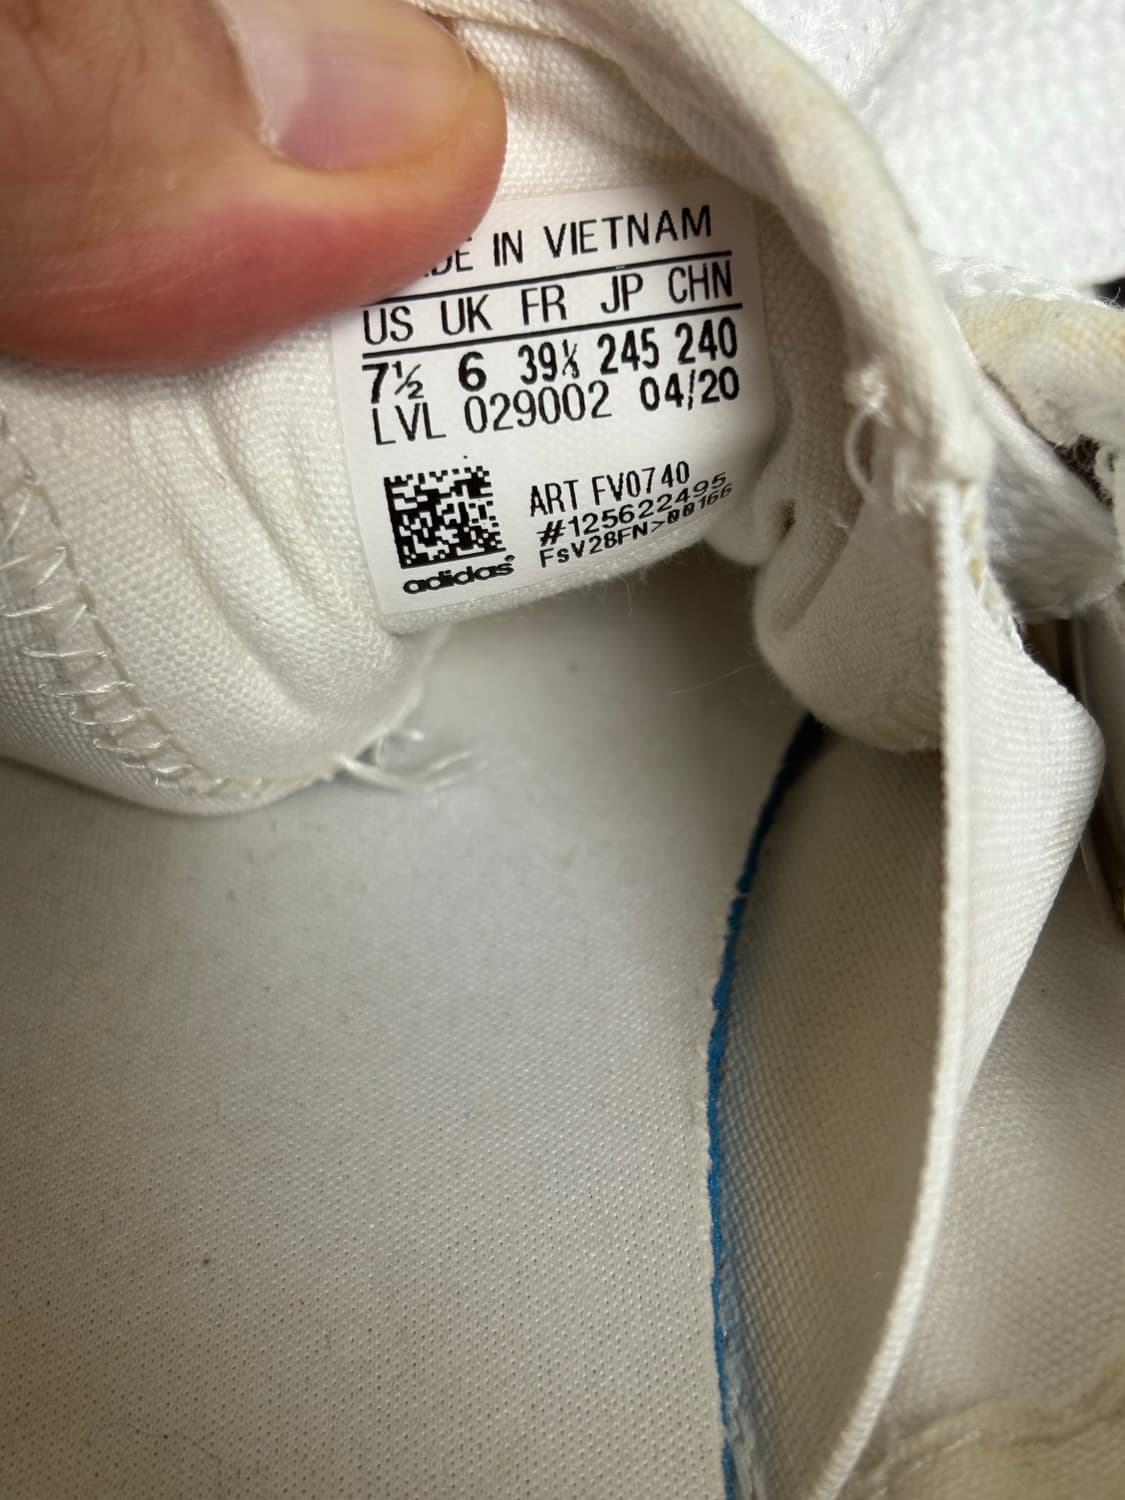 IN VIETNAM
US UK FR JP CHN
7½ 6 39⅓ 245 240
LVL 029002 04/20
ART FV0740
#125622495
FsV28FN>00166
adidas